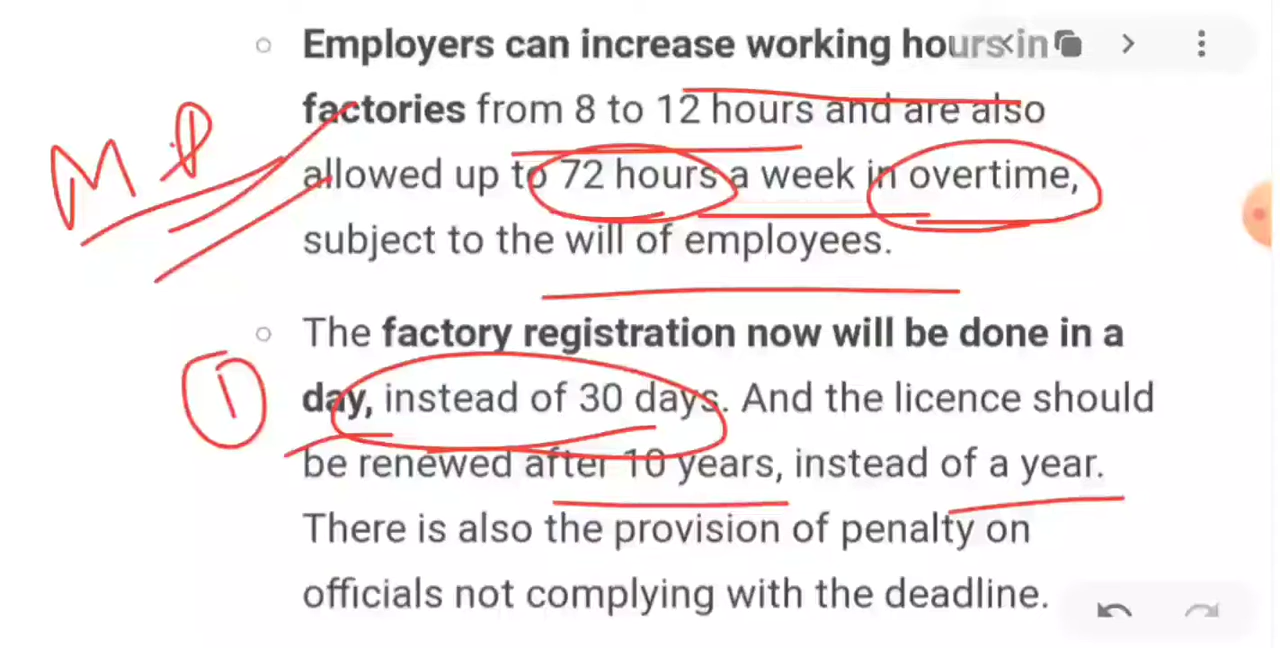 Employers can increase working hours in
factories from 8 to 12 hours and are also
MP
allowed up to 72 hours a week in overtime,
subject to the will of employees.
The factory registration now will be done in a
1
day, instead of 30 days. And the licence should
be renewed after 10 years, instead of a year.
There is also the provision of penalty on
officials not complying with the deadline.